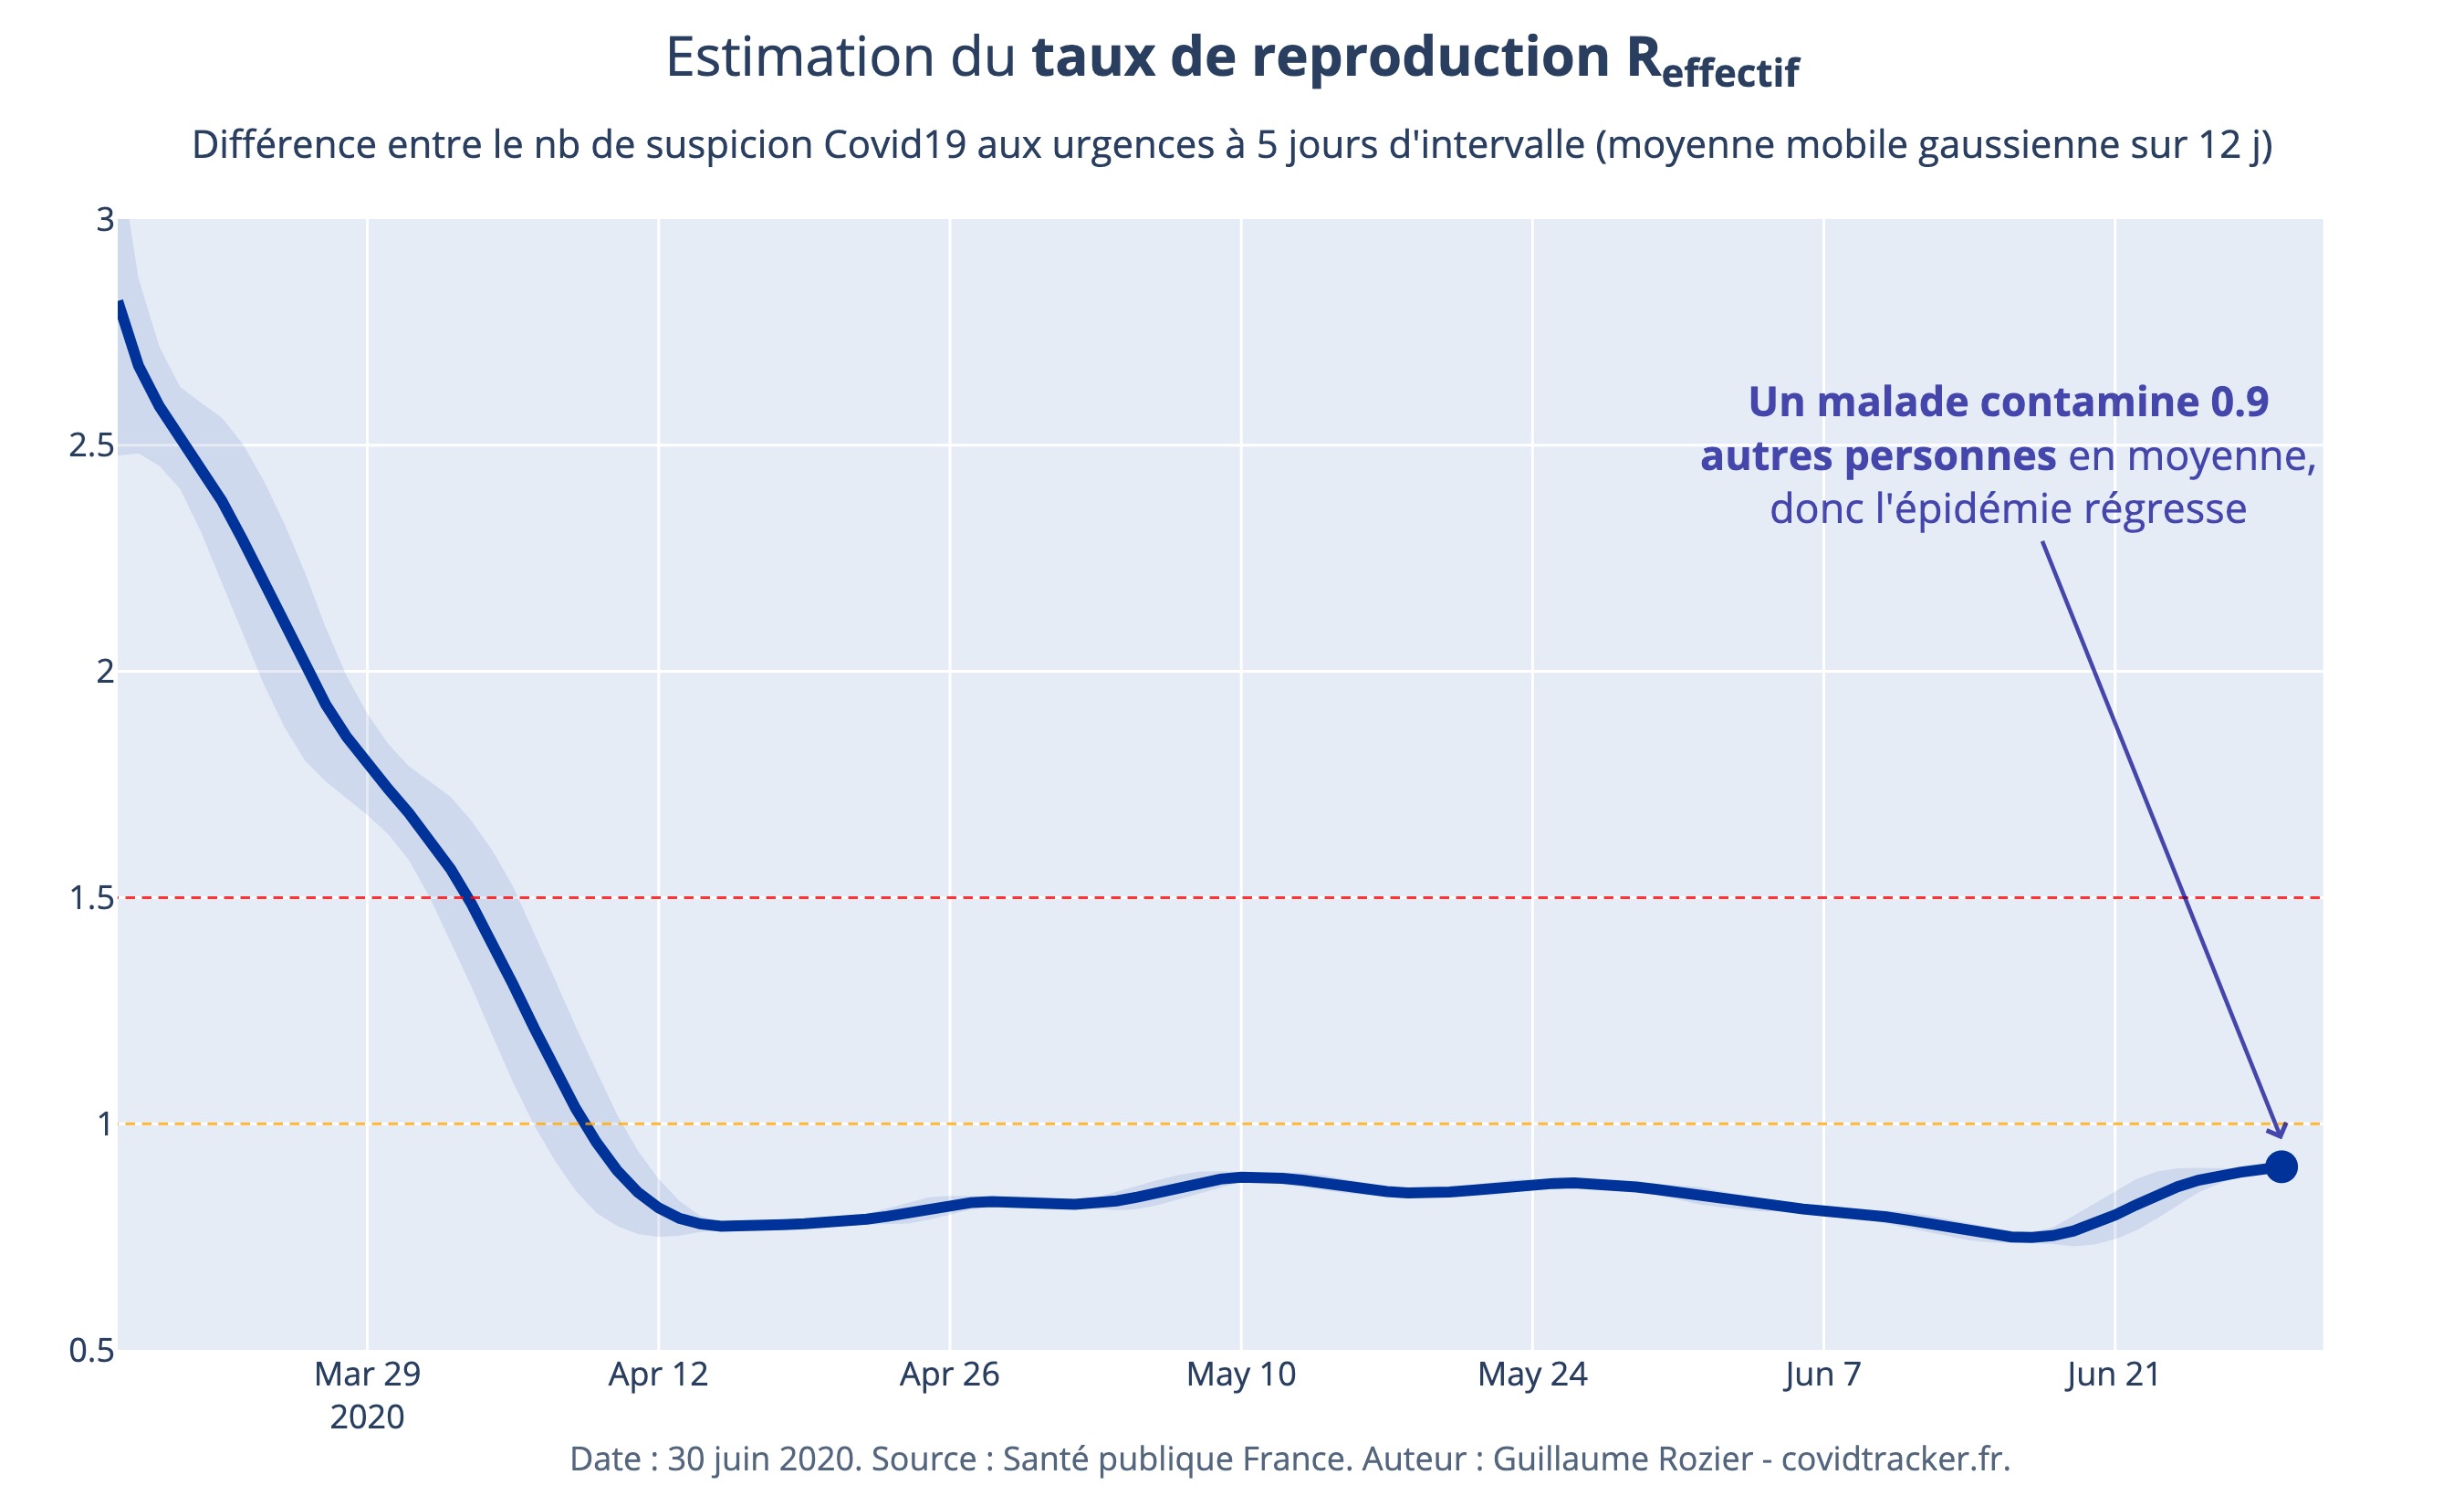 Estimation du taux de reproduction Reffectif
Différence entre le nb de suspicion Covid19 aux urgences à 5 jours d'intervalle (moyenne mobile gaussienne sur 12 j)
3
2.5
2
1.5
1
0.5
Un malade contamine 0.9
autres personnes en moyenne,
donc l'épidémie régresse
Mar 29
2020
Apr 12
Apr 26
May 10
May 24
Jun 7
Jun 21
Date : 30 juin 2020. Source : Santé publique France. Auteur : Guillaume Rozier - covidtracker.fr.